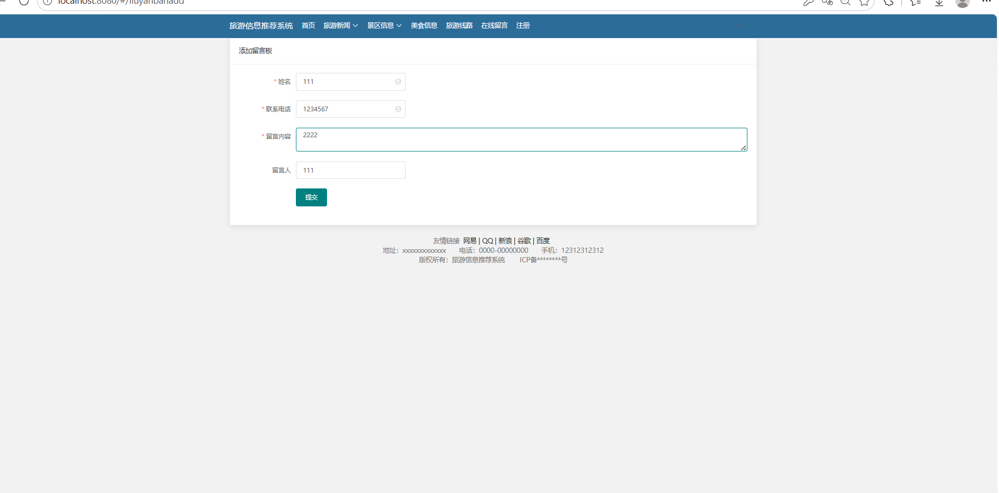 localhost:8080/#/liuyanbanadd
旅游信息推荐系统 首页 旅游新闻 景区信息 美食信息 旅游线路 在线留言 注册
添加留言板
* 姓名 111
* 联系电话 1234567
* 留言内容 2222
留言人 111
提交
友情链接 网易 | QQ | 新浪 | 谷歌 | 百度
地址：xxxxxxxxxxxxx 电话：0000-00000000 手机：12312312312
版权所有：旅游信息推荐系统 ICP备********号